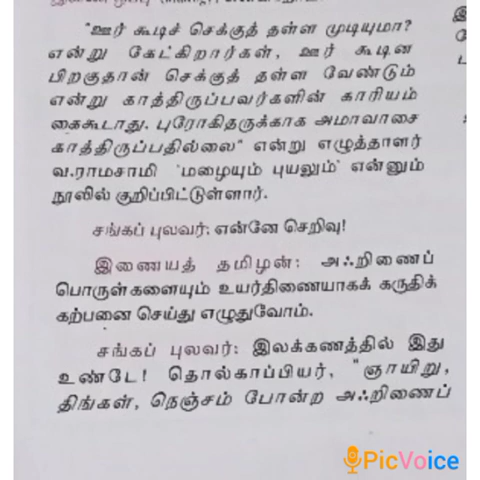 "ஊர் கூடிச் செக்குத் தள்ள முடியுமா?
என்று கேட்கிறார்கள், ஊர் கூடின
பிறகுதான் செக்குத் தள்ள வேண்டும்
என்று காத்திருப்பவர்களின் காரியம்
கைகூடாது. புரோகிதருக்காக அமாவாசை
காத்திருப்பதில்லை" என்று எழுத்தாளர்
வ.ராமசாமி 'மழையும் புயலும்' என்னும்
நூலில் குறிப்பிட்டுள்ளார்.
சங்கப் புலவர்: என்னே செறிவு!
இணையத் தமிழன்: அஃறிணைப்
பொருள்களையும் உயர்திணையாகக் கருதிக்
கற்பனை செய்து எழுதுவோம்.
சங்கப் புலவர்: இலக்கணத்தில் இது
உண்டே! தொல்காப்பியர், "ஞாயிறு,
திங்கள், நெஞ்சம் போன்ற அஃறிணைப்
PicVoice